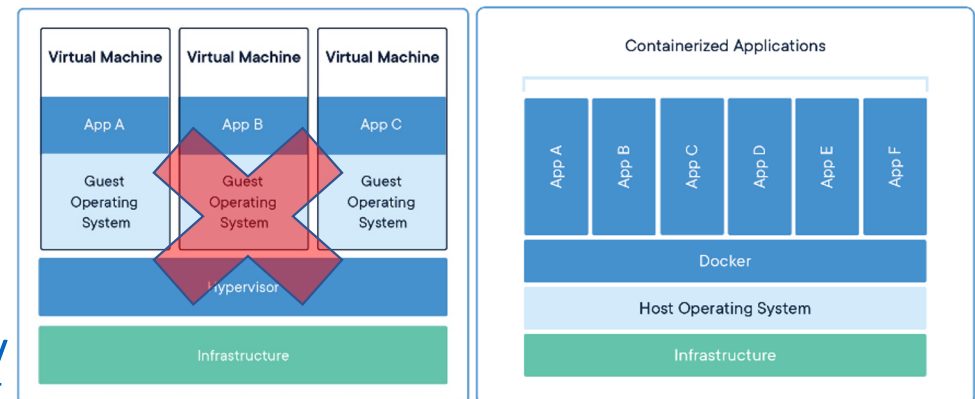 Virtual Machine
Virtual Machine
Virtual Machine
App A
App B
App C
Guest
Operating
System
Guest
Operating
System
Guest
Operating
System
Hypervisor
Infrastructure
Containerized Applications
App A
App B
App C
App D
App E
App F
Docker
Host Operating System
Infrastructure